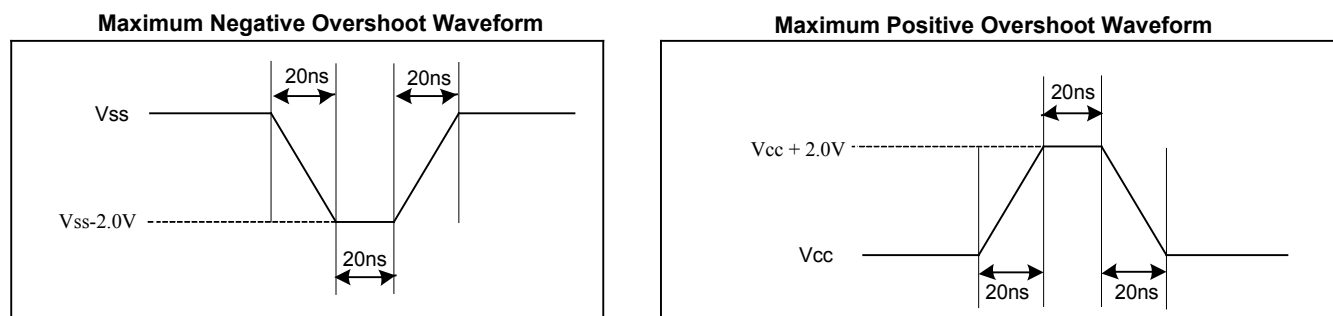 Maximum Negative Overshoot Waveform
20ns 20ns
Vss
Vss-2.0V
20ns
Maximum Positive Overshoot Waveform
20ns
Vcc + 2.0V
Vcc
20ns 20ns